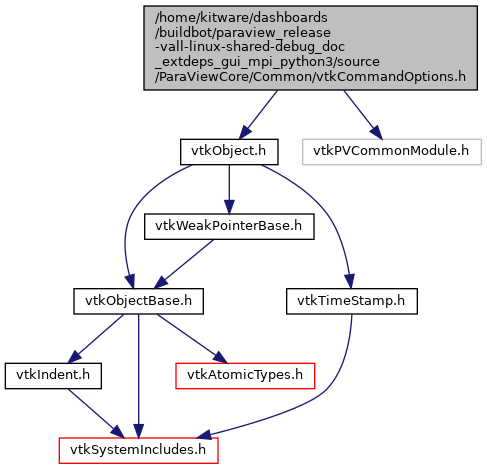 /home/kitware/dashboards
/buildbot/paraview_release
-vall-linux-shared-debug_doc
_extdeps_gui_mpi_python3/source
/ParaViewCore/Common/vtkCommandOptions.h
vtkObject.h
vtkPVCommonModule.h
vtkWeakPointerBase.h
vtkObjectBase.h
vtkTimeStamp.h
vtkIndent.h
vtkAtomicTypes.h
vtkSystemIncludes.h